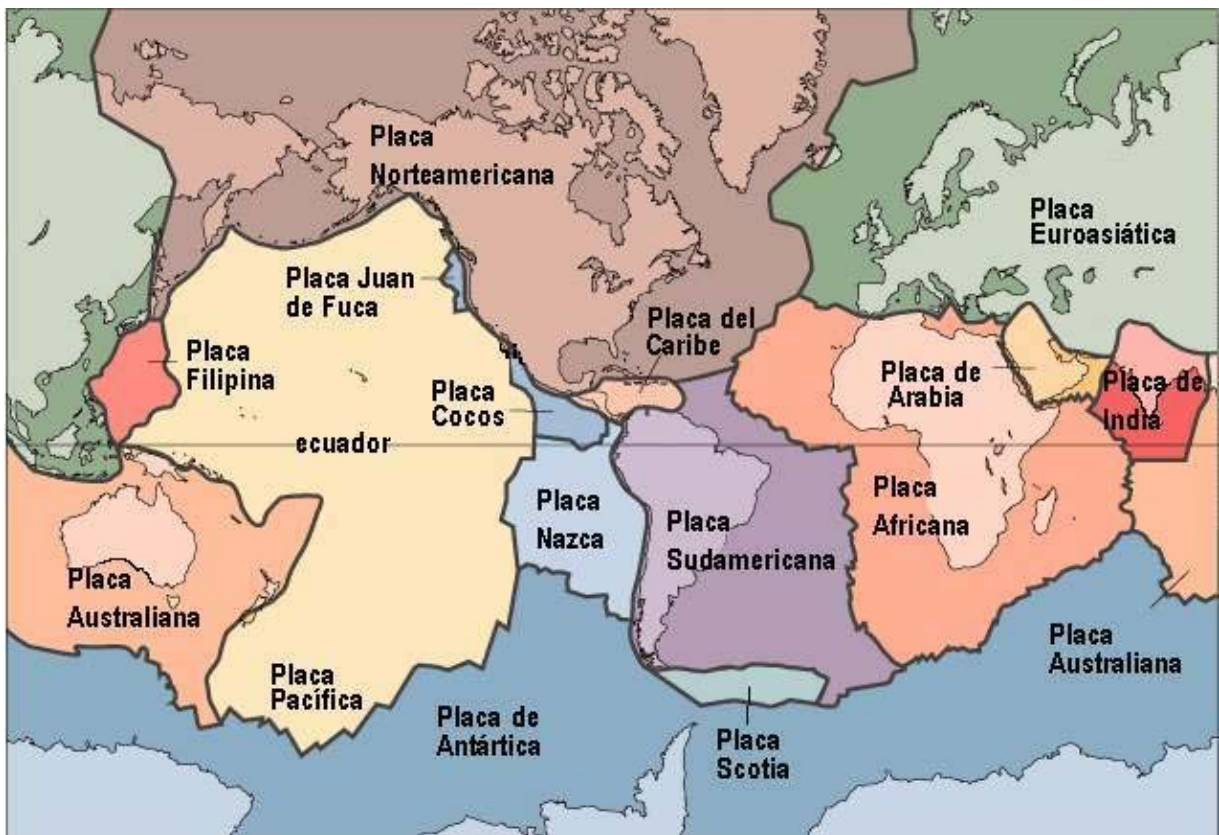 Placa
Norteamericana
Placa
Euroasiática
Placa Juan
de Fuca
Placa del
Caribe
Placa
Filipina
Placa de
Arabia
Placa de
India
Placa
Cocos
ecuador
Placa
Nazca
Placa
Sudamericana
Placa
Africana
Placa
Australiana
Placa
Australiana
Placa
Pacífica
Placa de
Antártica
Placa
Scotia